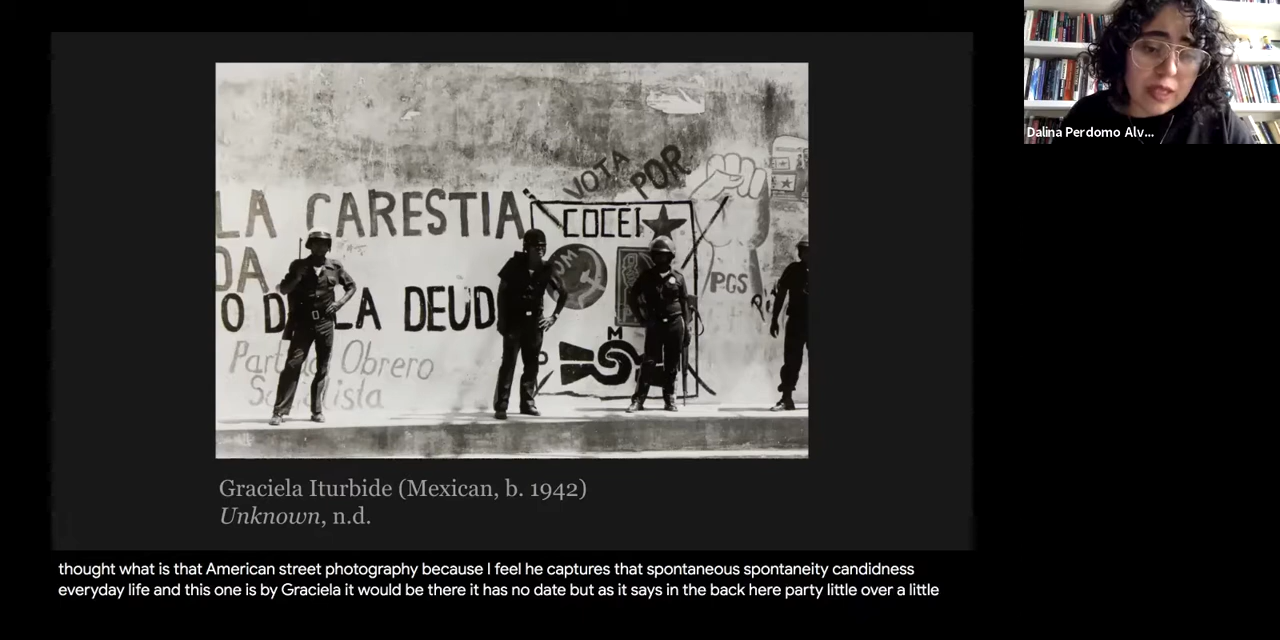 Dalina Perdomo Alv...
VOTA
POR
LA CARESTIA
COCEI
DA
PGS
O D LA DEUD
M
Obrero
Graciela Iturbide (Mexican, b. 1942)
Unknown, n.d.
thought what is that American street photography because I feel he captures that spontaneous spontaneity candidness
everyday life and this one is by Graciela it would be there it has no date but as it says in the back here party little over a little